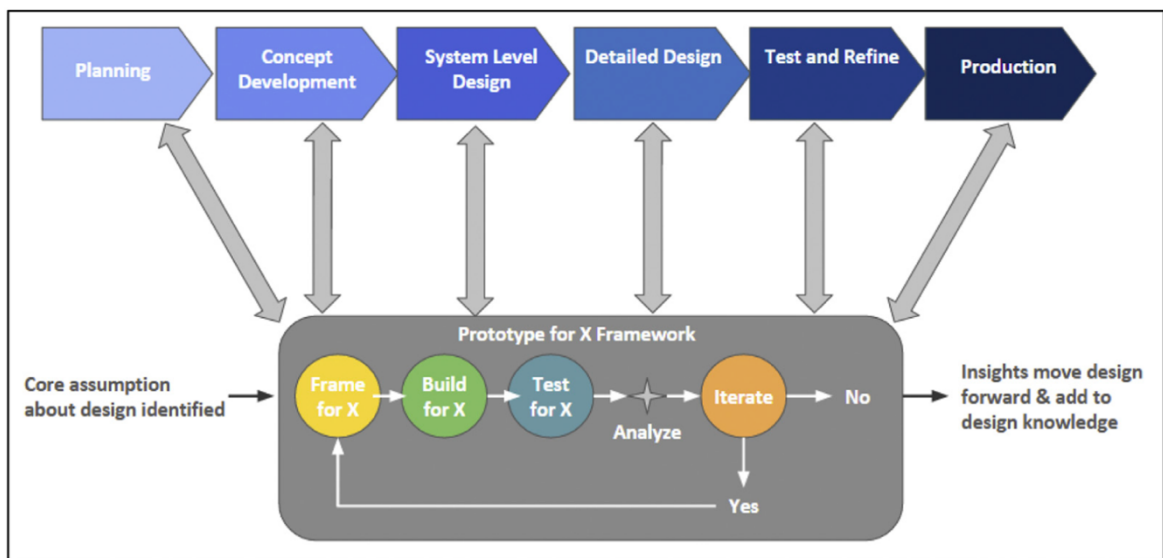 Planning
Concept
Development
System Level
Design
Detailed Design
Test and Refine
Production
Prototype for X Framework
Core assumption
about design identified
Frame
for X
Build
for X
Test
for X
Analyze
Iterate
No
Yes
Insights move design
forward & add to
design knowledge